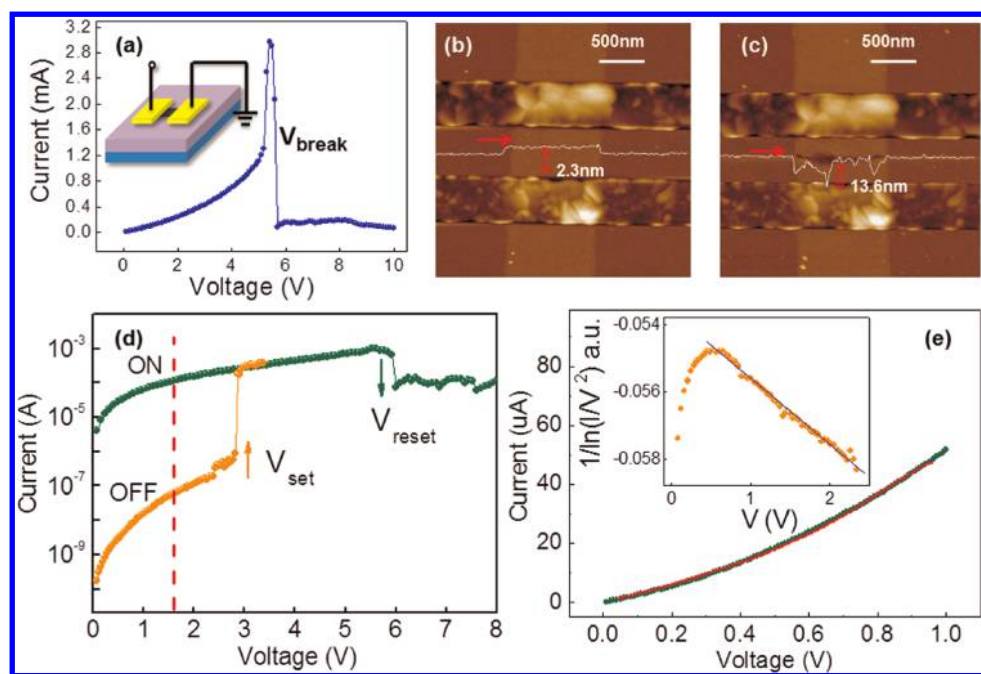 (a)
3.2
2.8
2.4
2.0
1.6
1.2
0.8
0.4
0.0
Current (mA)
V_break
0 2 4 6 8 10
Voltage (V)
(b)
500nm
2.3nm
(c)
500nm
13.6nm
(d)
10^-3
10^-5
10^-7
10^-9
Current (A)
ON
OFF
V_reset
V_set
0 1 2 3 4 5 6 7 8
Voltage (V)
(e)
80
60
40
20
0
Current (uA)
-0.054
-0.056
-0.058
1/ln(I/V^2) a.u.
0 1 2
V (V)
0.0 0.2 0.4 0.6 0.8 1.0
Voltage (V)